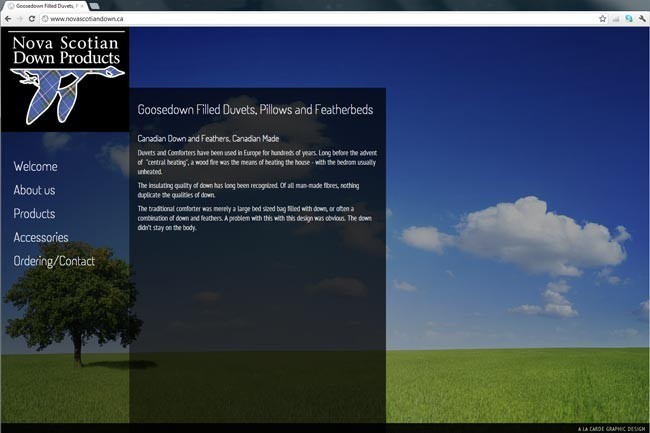 Goosedown Filled Duvets, P
www.novascotiandown.ca
Nova Scotian
Down Products
Welcome
About us
Products
Accessories
Ordering/Contact
Goosedown Filled Duvets, Pillows and Featherbeds
Canadian Down and Feathers, Canadian Made
Duvets and Comforters have been used in Europe for hundreds of years. Long before the advent
of "central heating", a wood fire was the means of heating the house - with the bedrom usually
unheated.
The insulating quality of down has long been recognized. Of all man-made fibres, nothing
duplicate the qualities of down.
The traditional comforter was merely a large bed sized bag filled with down, or often a
combination of down and feathers. A problem with this with this design was obvious. The down
didn't stay on the body.
A LA CARDE GRAPHIC DESIGN